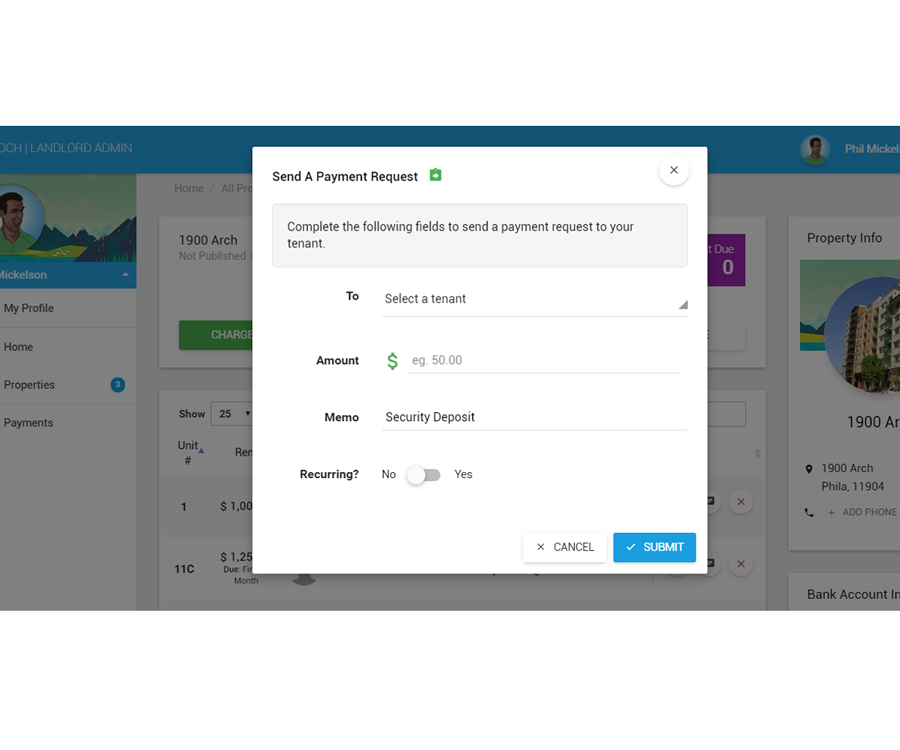 OCH | LANDLORD ADMIN
Phil Mickel
Send A Payment Request
Home / All Pro
Complete the following fields to send a payment request to your
tenant.
1900 Arch
Not Published
t Due
0
Property Info
Mickelson
My Profile
Home
Properties 3
Payments
To Select a tenant
CHARGE
Amount $ eg. 50.00
Memo Security Deposit
Show 25
1900 Ar
Unit
#
Ren
Recurring? No Yes
1900 Arch
Phila, 11904
+ ADD PHONE
1 $ 1,00
CANCEL
SUBMIT
11C
$ 1,25
Due: Fir
Month
Bank Account In